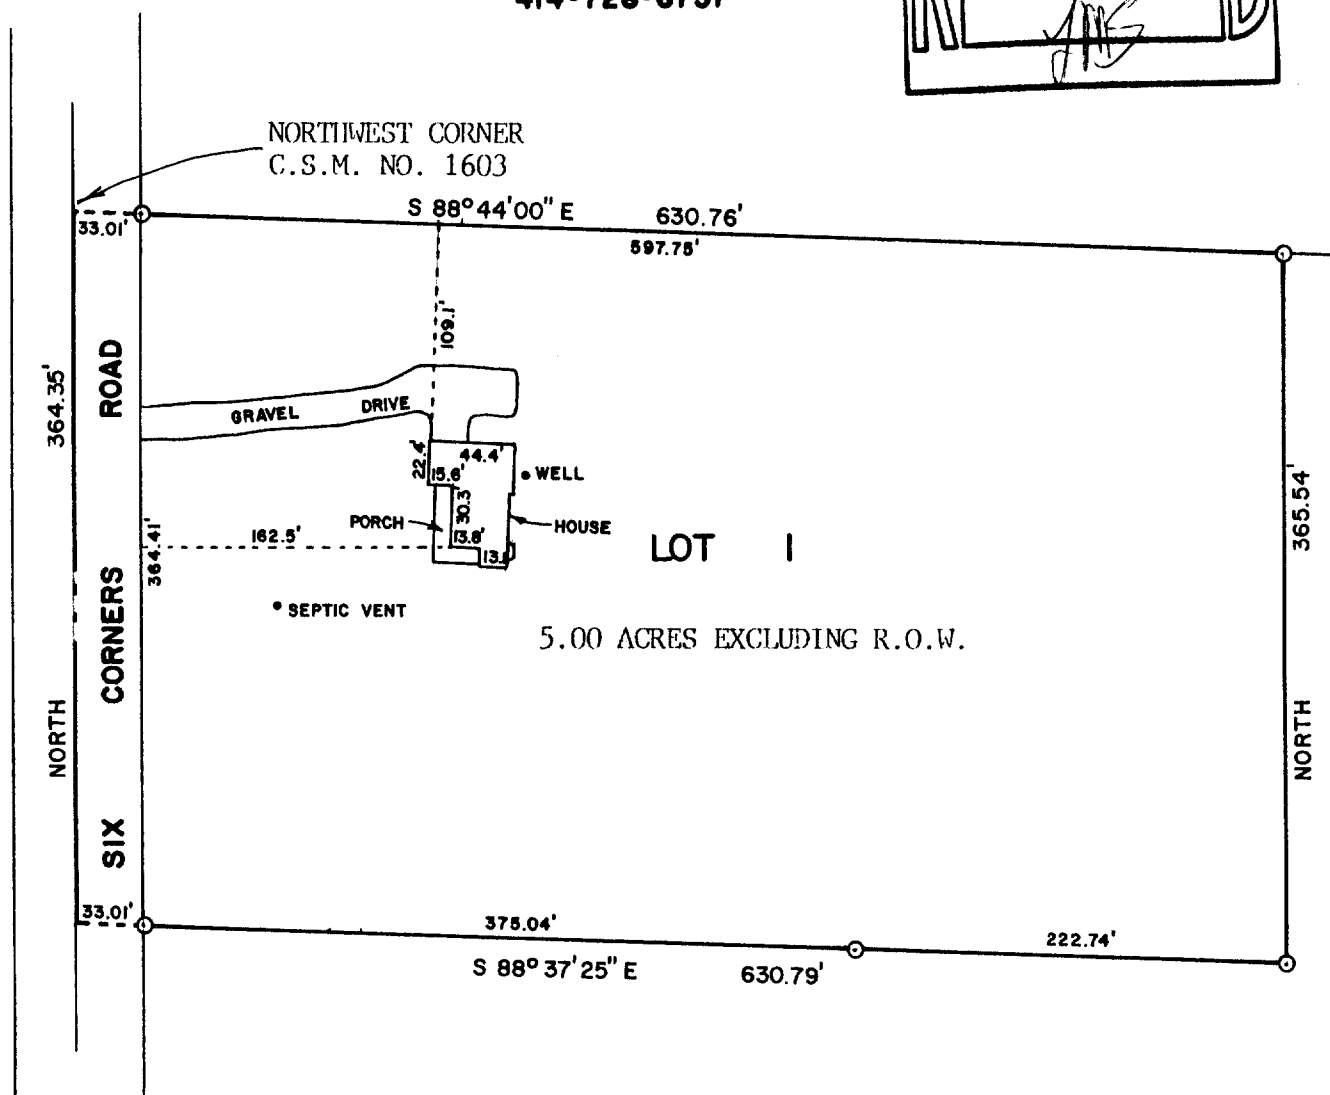 NORTHWEST CORNER
C.S.M. NO. 1603
S 88°44'00" E 630.76'
33.01'
597.75'
109.1'
364.35'
ROAD
GRAVEL DRIVE
22.4'
44.4'
15.6'
WELL
30.3'
PORCH
HOUSE
13.8'
162.5'
364.41'
LOT 1
365.54'
CORNERS
SEPTIC VENT
5.00 ACRES EXCLUDING R.O.W.
NORTH
NORTH
SIX
33.01'
375.04'
222.74'
S 88°37'25" E 630.79'